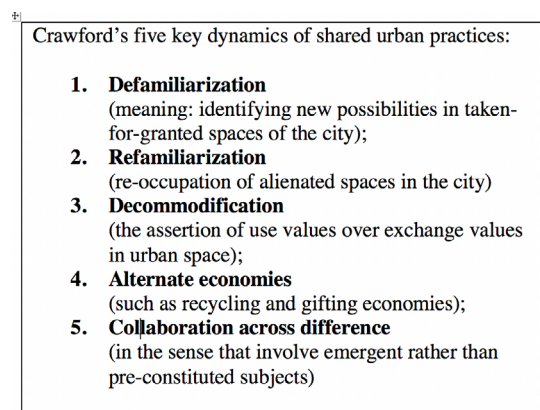 Crawford's five key dynamics of shared urban practices:
1. Defamiliarization
(meaning: identifying new possibilities in taken-
for-granted spaces of the city);
2. Refamiliarization
(re-occupation of alienated spaces in the city)
3. Decommodification
(the assertion of use values over exchange values
in urban space);
4. Alternate economies
(such as recycling and gifting economies);
5. Collaboration across difference
(in the sense that involve emergent rather than
pre-constituted subjects)